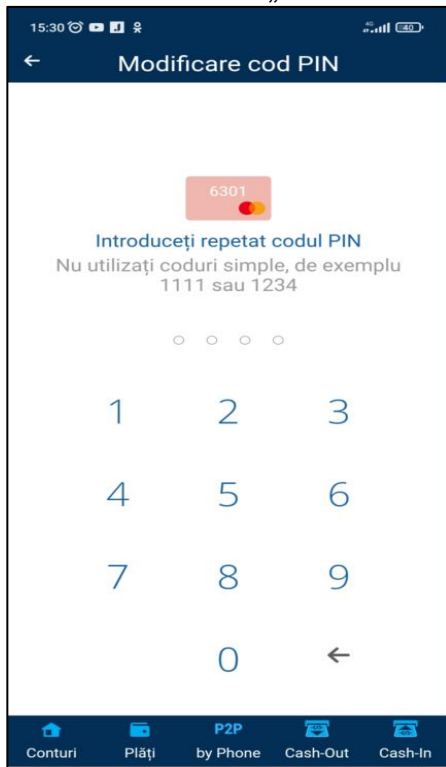 „
15:30
4G
40
Modificare cod PIN
6301
Introduceți repetat codul PIN
Nu utilizați coduri simple, de exemplu
1111 sau 1234
1 2 3
4 5 6
7 8 9
0
P2P
Conturi Plăți by Phone Cash-Out Cash-In